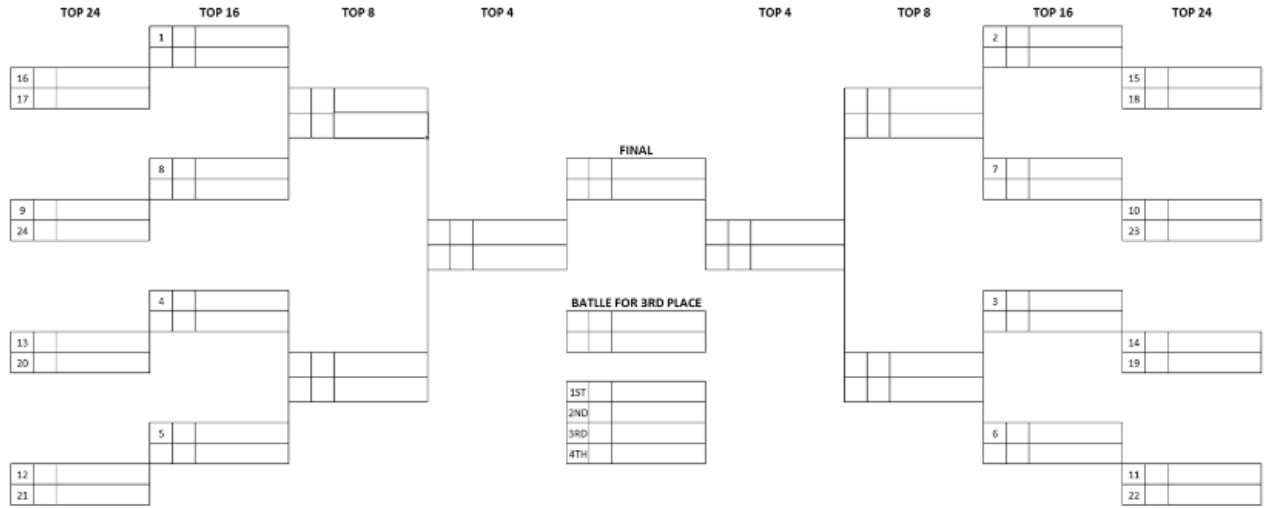 TOP 24 TOP 16 TOP 8 TOP 4 TOP 4 TOP 8 TOP 16 TOP 24
1 2
16 15
17 18
FINAL
8 7
9 10
24 23
4 BATLLE FOR 3RD PLACE 3
13 14
20 19
1ST
2ND
5 3RD 6
4TH
12 11
21 22